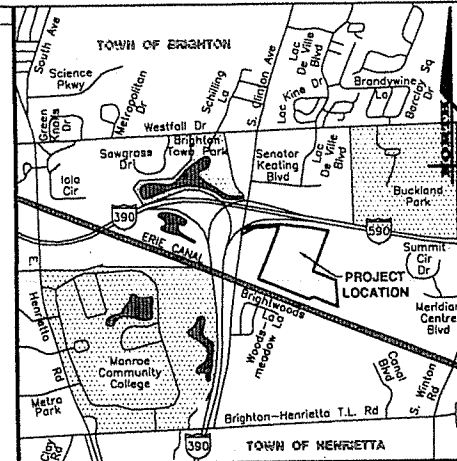 South Ave
TOWN OF BRIGHTON
Science
Pkwy
Metropolitan
Dr
Green
Knolls
Dr
Schilling
La
S. Clinton Ave
Lac
De Ville
Blvd
Lac Kine Dr
Brandywine
La
Barclay Sq
Dr
Westfall Dr
Sawgrass
Dr
Brighton
Town Park
Senator
Keating
Blvd
Lac
De Ville
Blvd
NORTH
Iola
Cir
Buckland
Park
390
590
ERIE CANAL
Summit
Cir
Dr
PROJECT
LOCATION
E. Henrietta Rd
Brightwoods
La
Woods-
meadow La
Meridian
Centre
Blvd
Monroe
Community
College
Canal
Blvd
S. Winton
Rd
Metro
Park
Brighton-Henrietta T.L. Rd
Clay
Rd
390
TOWN OF HENRIETTA